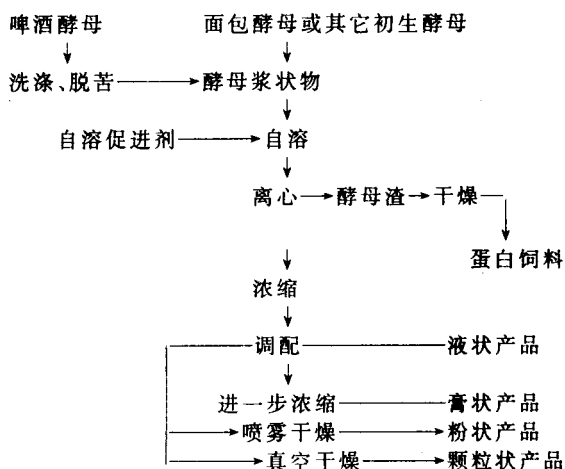 啤酒酵母 面包酵母或其它初生酵母
洗涤、脱苦 酵母浆状物
自溶促进剂 自溶
离心 酵母渣 干燥
蛋白饲料
浓缩
调配 液状产品
进一步浓缩 膏状产品
喷雾干燥 粉状产品
真空干燥 颗粒状产品